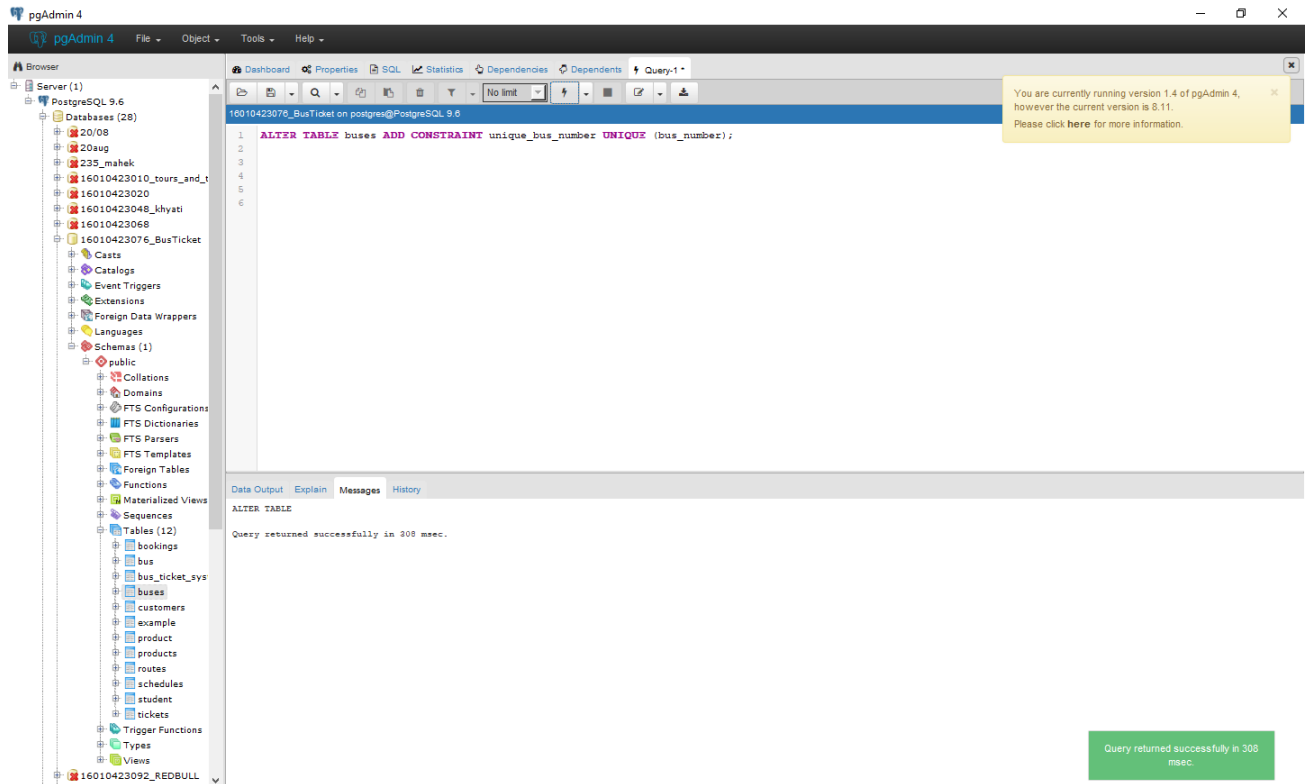 pgAdmin 4
pgAdmin 4 File Object Tools Help
Browser
Server (1)
PostgreSQL 9.6
Databases (28)
20/08
20aug
235_mahek
16010423010_tours_and_t
16010423020
16010423048_khyati
16010423068
16010423076_BusTicket
Casts
Catalogs
Event Triggers
Extensions
Foreign Data Wrappers
Languages
Schemas (1)
public
Collations
Domains
FTS Configurations
FTS Dictionaries
FTS Parsers
FTS Templates
Foreign Tables
Functions
Materialized Views
Sequences
Tables (12)
bookings
bus
bus_ticket_sys
buses
customers
example
product
products
routes
schedules
student
tickets
Trigger Functions
Types
Views
16010423092_REDBULL
Dashboard Properties SQL Statistics Dependencies Dependents Query-1 *
No limit
16010423076_BusTicket on postgres@PostgreSQL 9.6
1 ALTER TABLE buses ADD CONSTRAINT unique_bus_number UNIQUE (bus_number);
2
3
4
5
6
You are currently running version 1.4 of pgAdmin 4,
however the current version is 8.11.
Please click here for more information.
Data Output Explain Messages History
ALTER TABLE
Query returned successfully in 308 msec.
Query returned successfully in 308
msec.